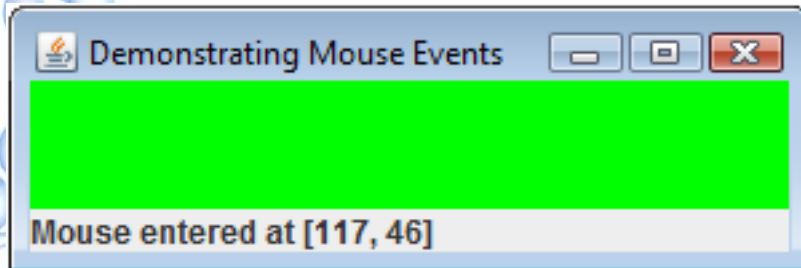 Demonstrating Mouse Events
Mouse entered at [117, 46]